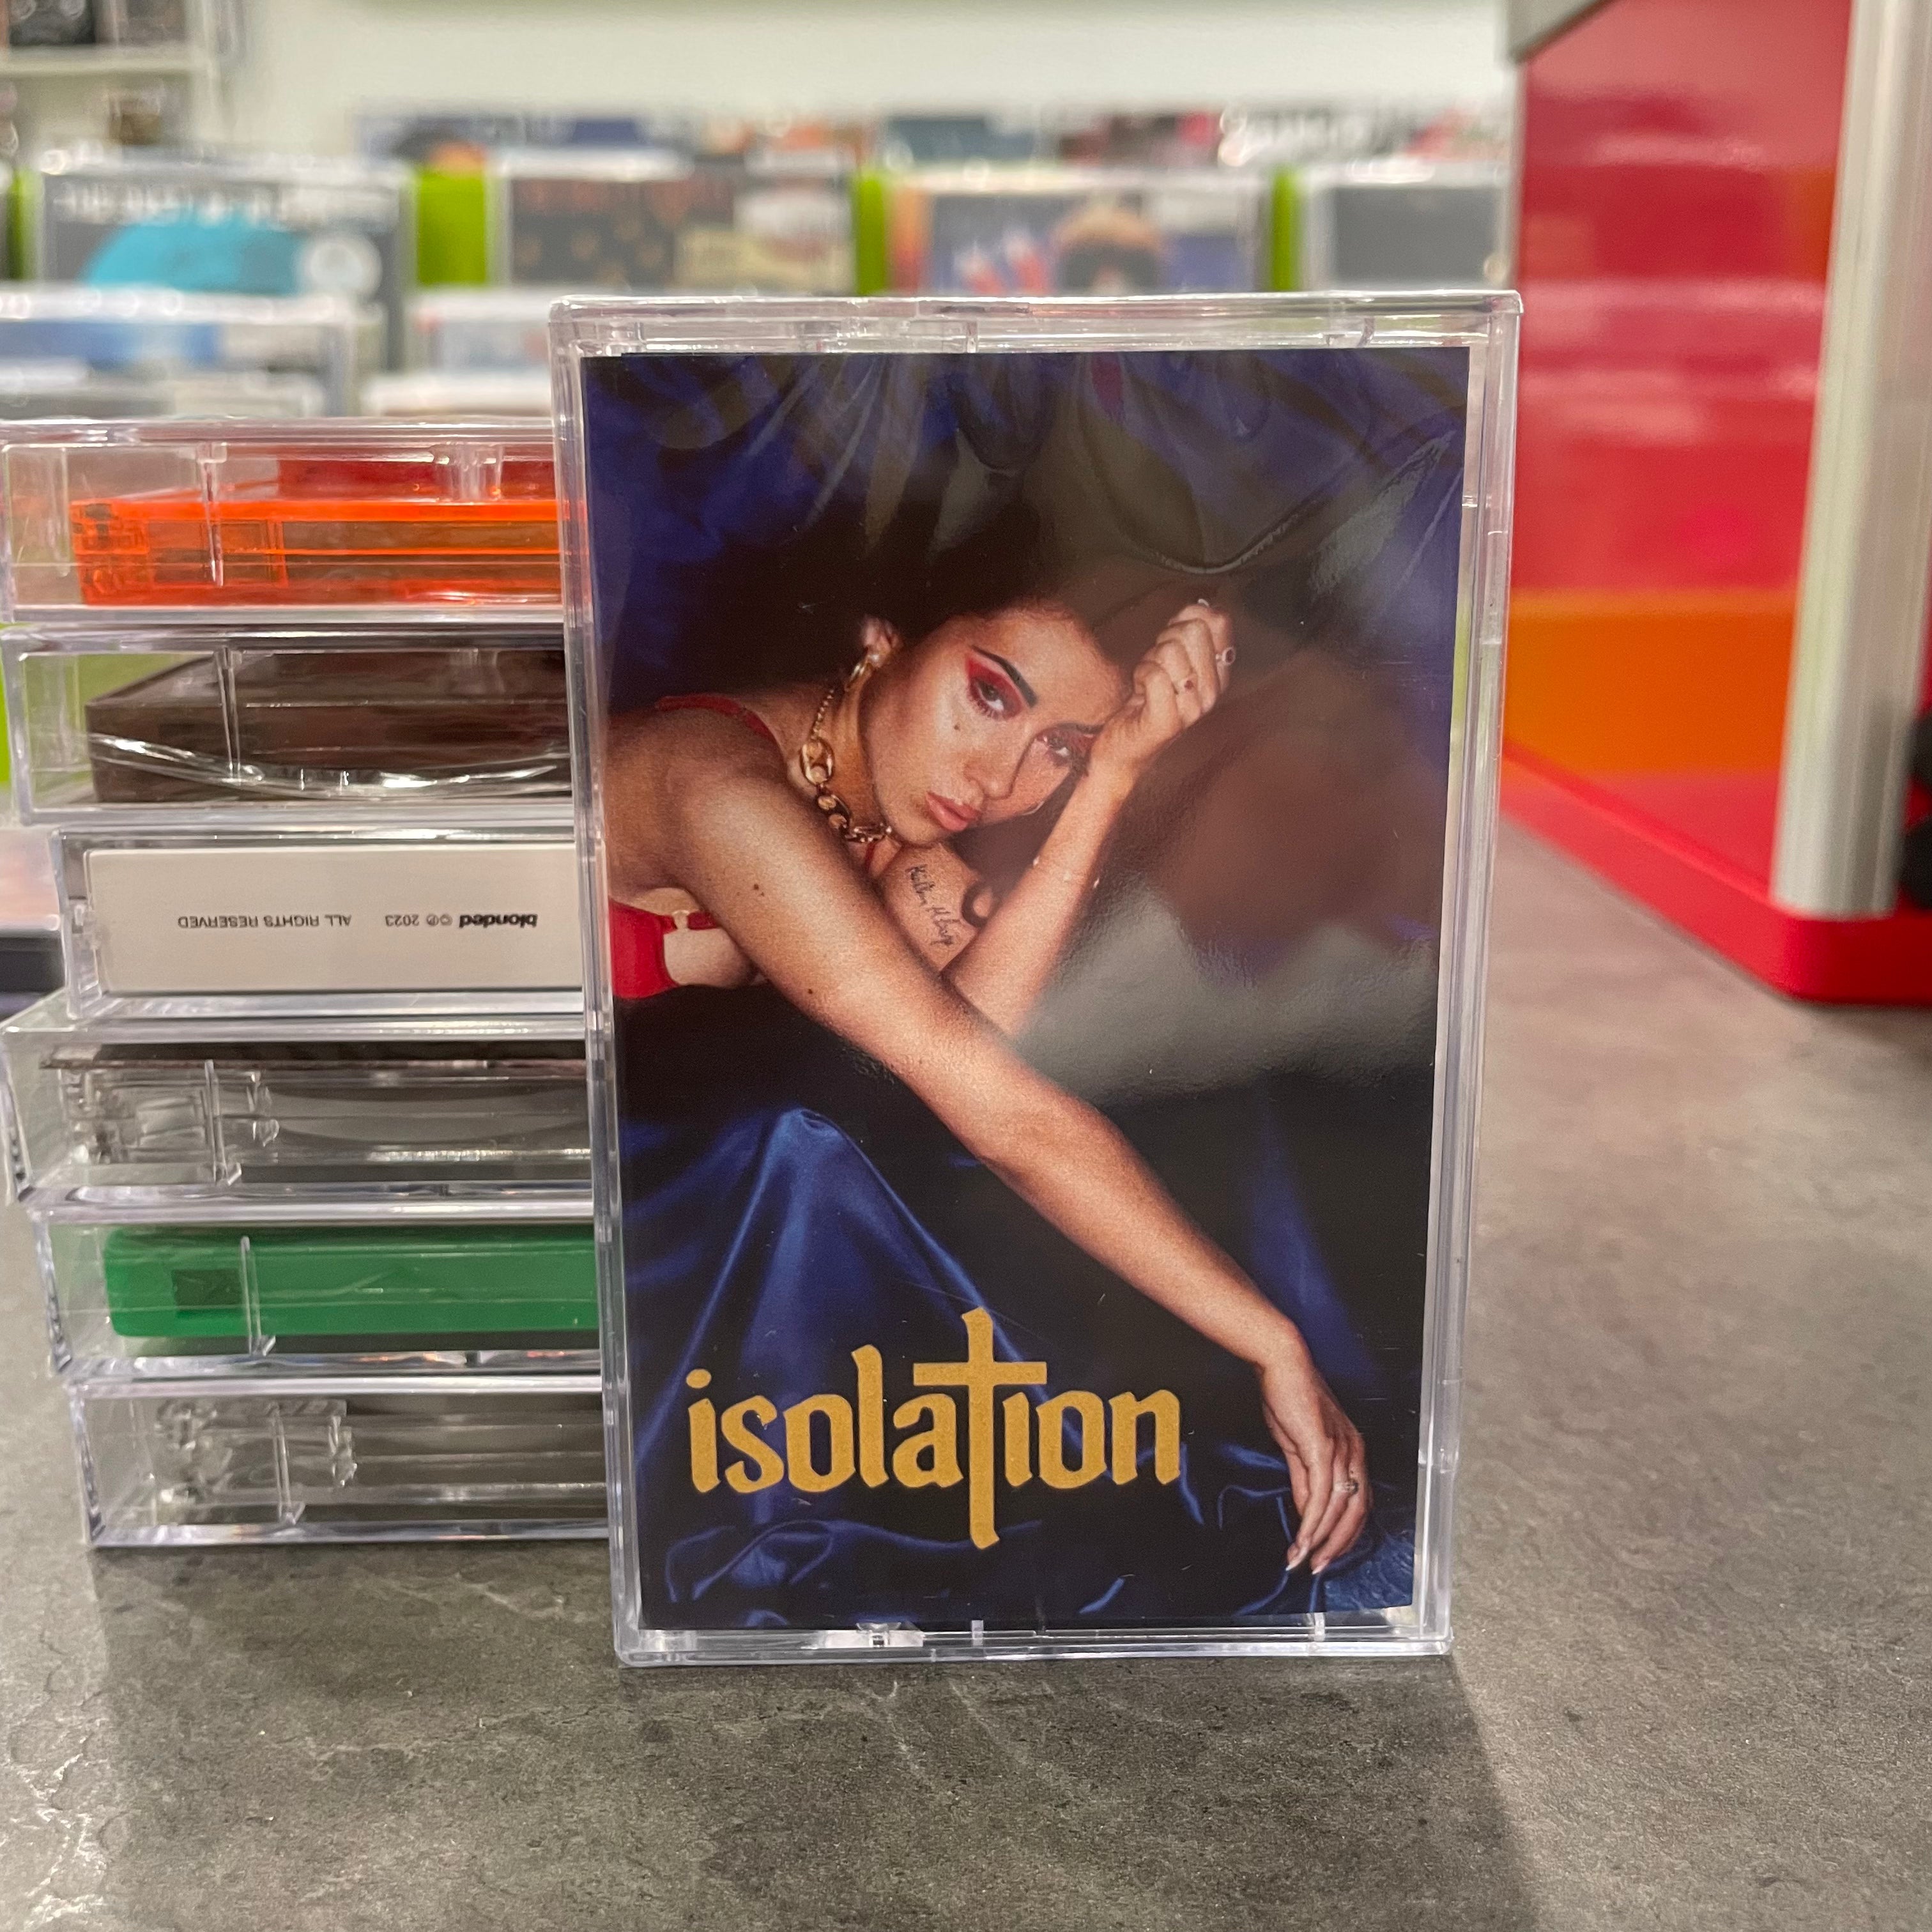 blonded ©℗ 2023 ALL RIGHTS RESERVED
isolation